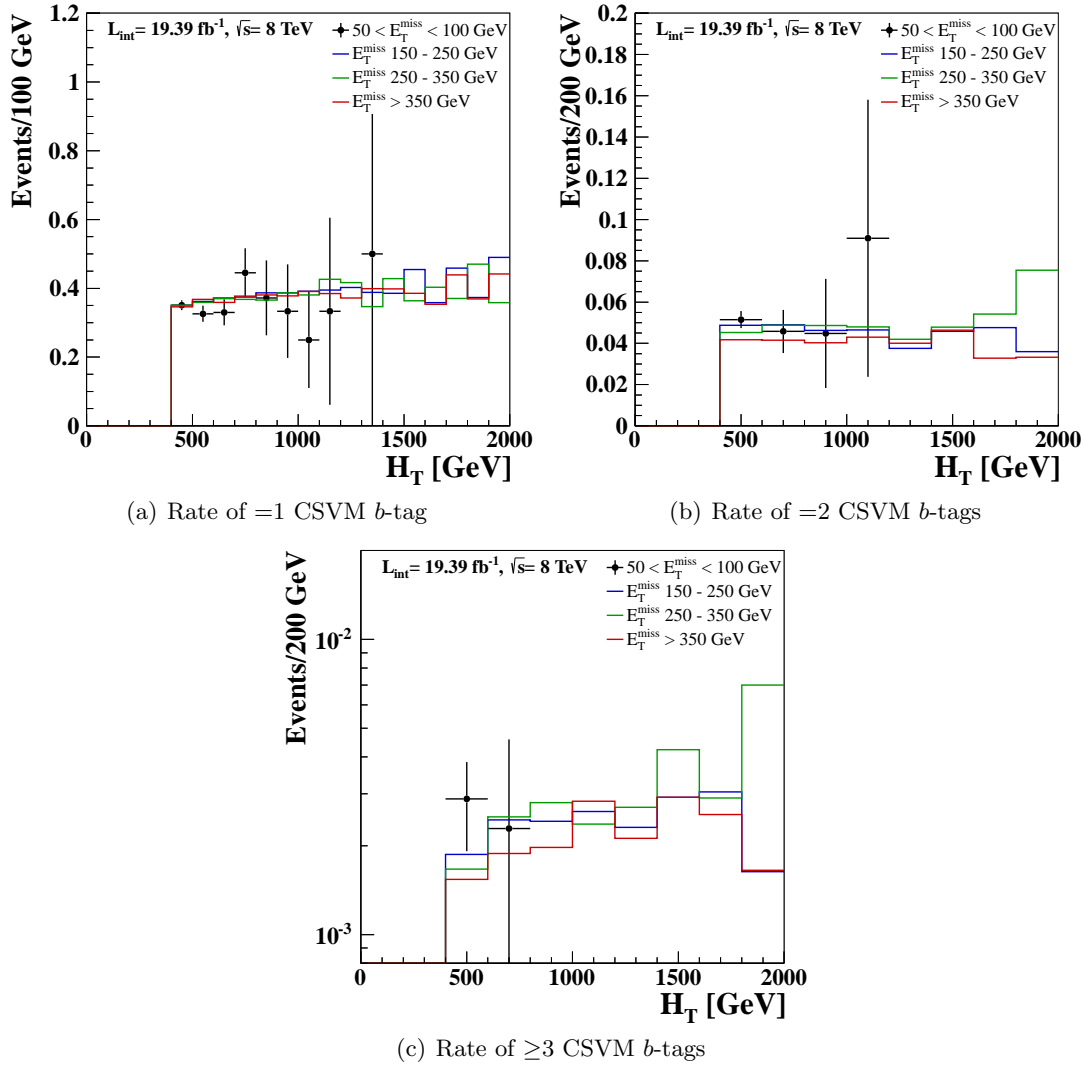 L_int= 19.39 fb⁻¹, √s= 8 TeV
50 < E_T^miss < 100 GeV
E_T^miss 150 - 250 GeV
E_T^miss 250 - 350 GeV
E_T^miss > 350 GeV
Events/100 GeV
1.2
1
0.8
0.6
0.4
0.2
0
0 500 1000 1500 2000
H_T [GeV]
(a) Rate of =1 CSVM b-tag
L_int= 19.39 fb⁻¹, √s= 8 TeV
50 < E_T^miss < 100 GeV
E_T^miss 150 - 250 GeV
E_T^miss 250 - 350 GeV
E_T^miss > 350 GeV
Events/200 GeV
0.2
0.18
0.16
0.14
0.12
0.1
0.08
0.06
0.04
0.02
0
0 500 1000 1500 2000
H_T [GeV]
(b) Rate of =2 CSVM b-tags
L_int= 19.39 fb⁻¹, √s= 8 TeV
50 < E_T^miss < 100 GeV
E_T^miss 150 - 250 GeV
E_T^miss 250 - 350 GeV
E_T^miss > 350 GeV
Events/200 GeV
10⁻²
10⁻³
0 500 1000 1500 2000
H_T [GeV]
(c) Rate of ≥3 CSVM b-tags